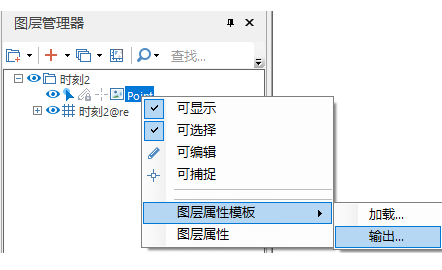 图层管理器
查找...
时刻2
Point
时刻2@re
可显示
可选择
可编辑
可捕捉
图层属性模板
图层属性
加载...
输出...